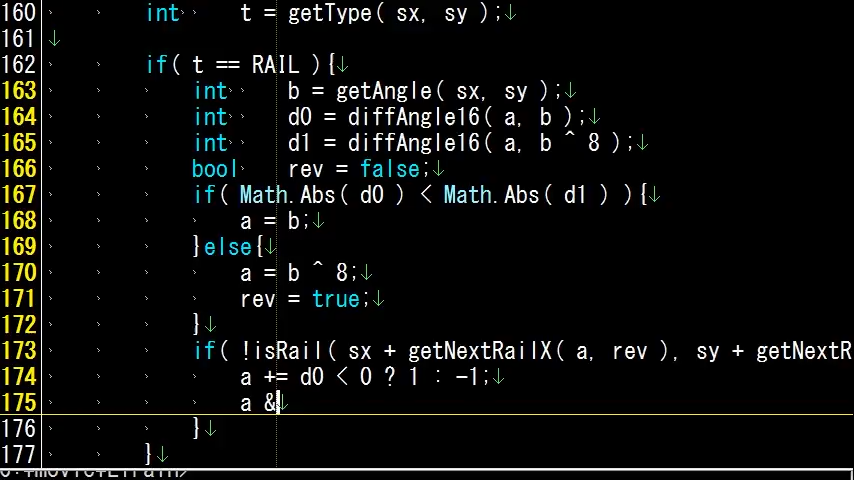 160 int t = getType( sx, sy );↓
161 ↓
162 if( t == RAIL ){↓
163 int b = getAngle( sx, sy );↓
164 int d0 = diffAngle16( a, b );↓
165 int d1 = diffAngle16( a, b ^ 8 );↓
166 bool rev = false;↓
167 if( Math.Abs( d0 ) < Math.Abs( d1 ) ){↓
168 a = b;↓
169 }else{↓
170 a = b ^ 8;↓
171 rev = true;↓
172 }↓
173 if( !isRail( sx + getNextRailX( a, rev ), sy + getNextR
174 a += d0 < 0 ? 1 : -1;↓
175 a &↓
176 }↓
177 }↓